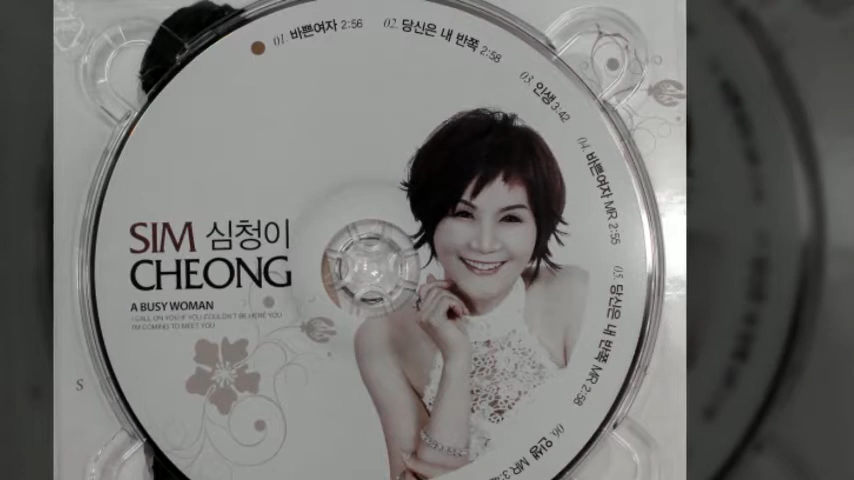 01. 바쁜여자 2:56
02. 당신은 내 반쪽 2:58
03. 인생 3:42
04. 바쁜여자 MR 2:55
05. 당신은 내 반쪽 MR 2:58
06. 인생 MR 3:42
SIM 심청이
CHEONG
A BUSY WOMAN
I CALL ON YOU IF YOU COULDN'T BE HERE YOU
I'M COMING TO MEET YOU
S